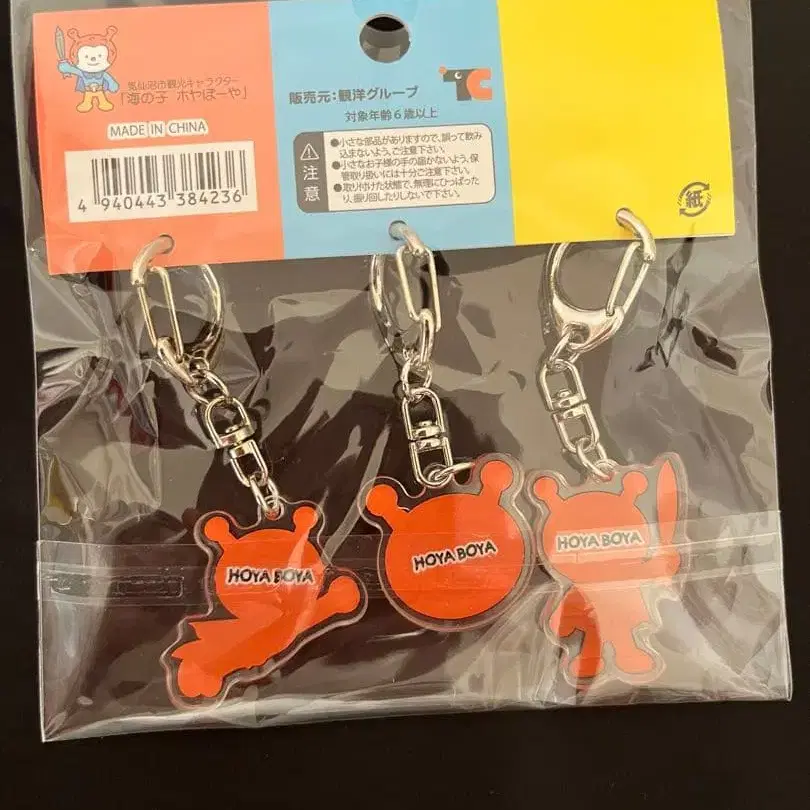 気仙沼市観光キャラクター
「海の子 ホヤぼーや」
MADE IN CHINA
4 940443 384236
販売元:観洋グループ
TC
対象年齢6歳以上
注意
●小さな部品がありますので、誤って飲み
込まないよう、ご注意下さい。
●小さなお子様の手の届かないよう、保
管取り扱いには十分ご注意下さい。
●取り付けた状態で、無理にひっぱった
り、振り回したりしないで下さい。
紙
HOYA BOYA
HOYA BOYA
HOYA BOYA